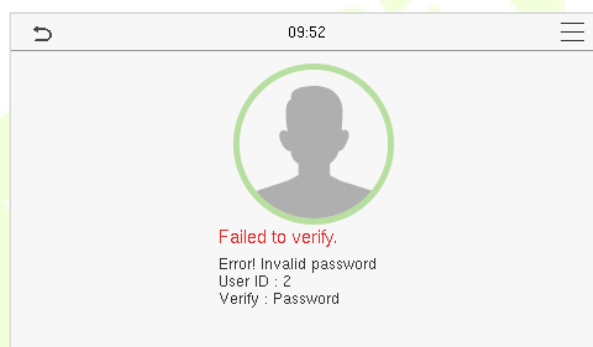 09:52
Failed to verify.
Error! Invalid password
User ID : 2
Verify : Password